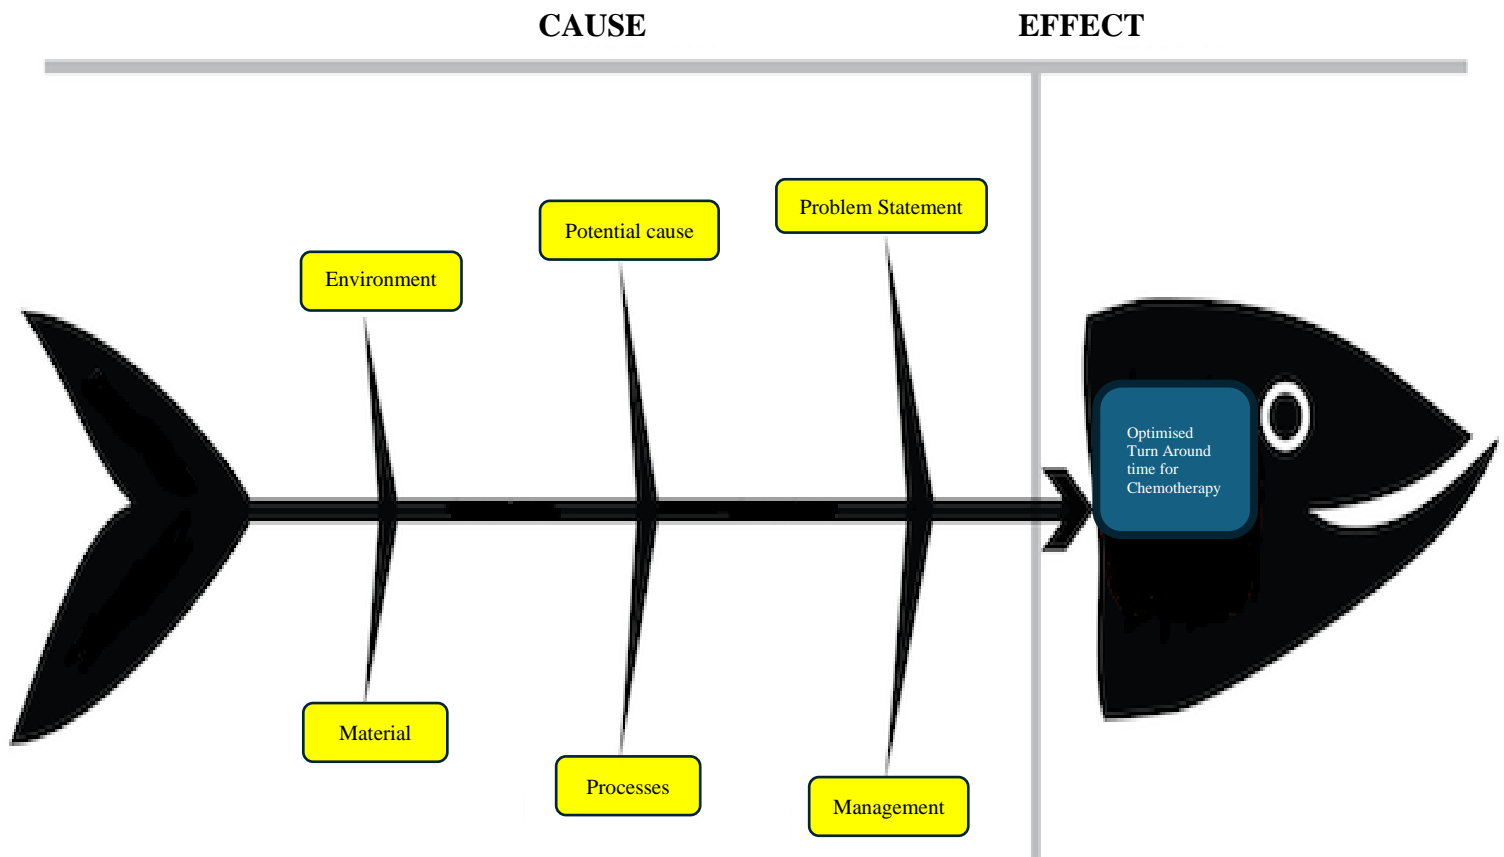 CAUSE
EFFECT
Problem Statement
Potential cause
Environment
Optimised
Turn Around
time for
Chemotherapy
Material
Processes
Management